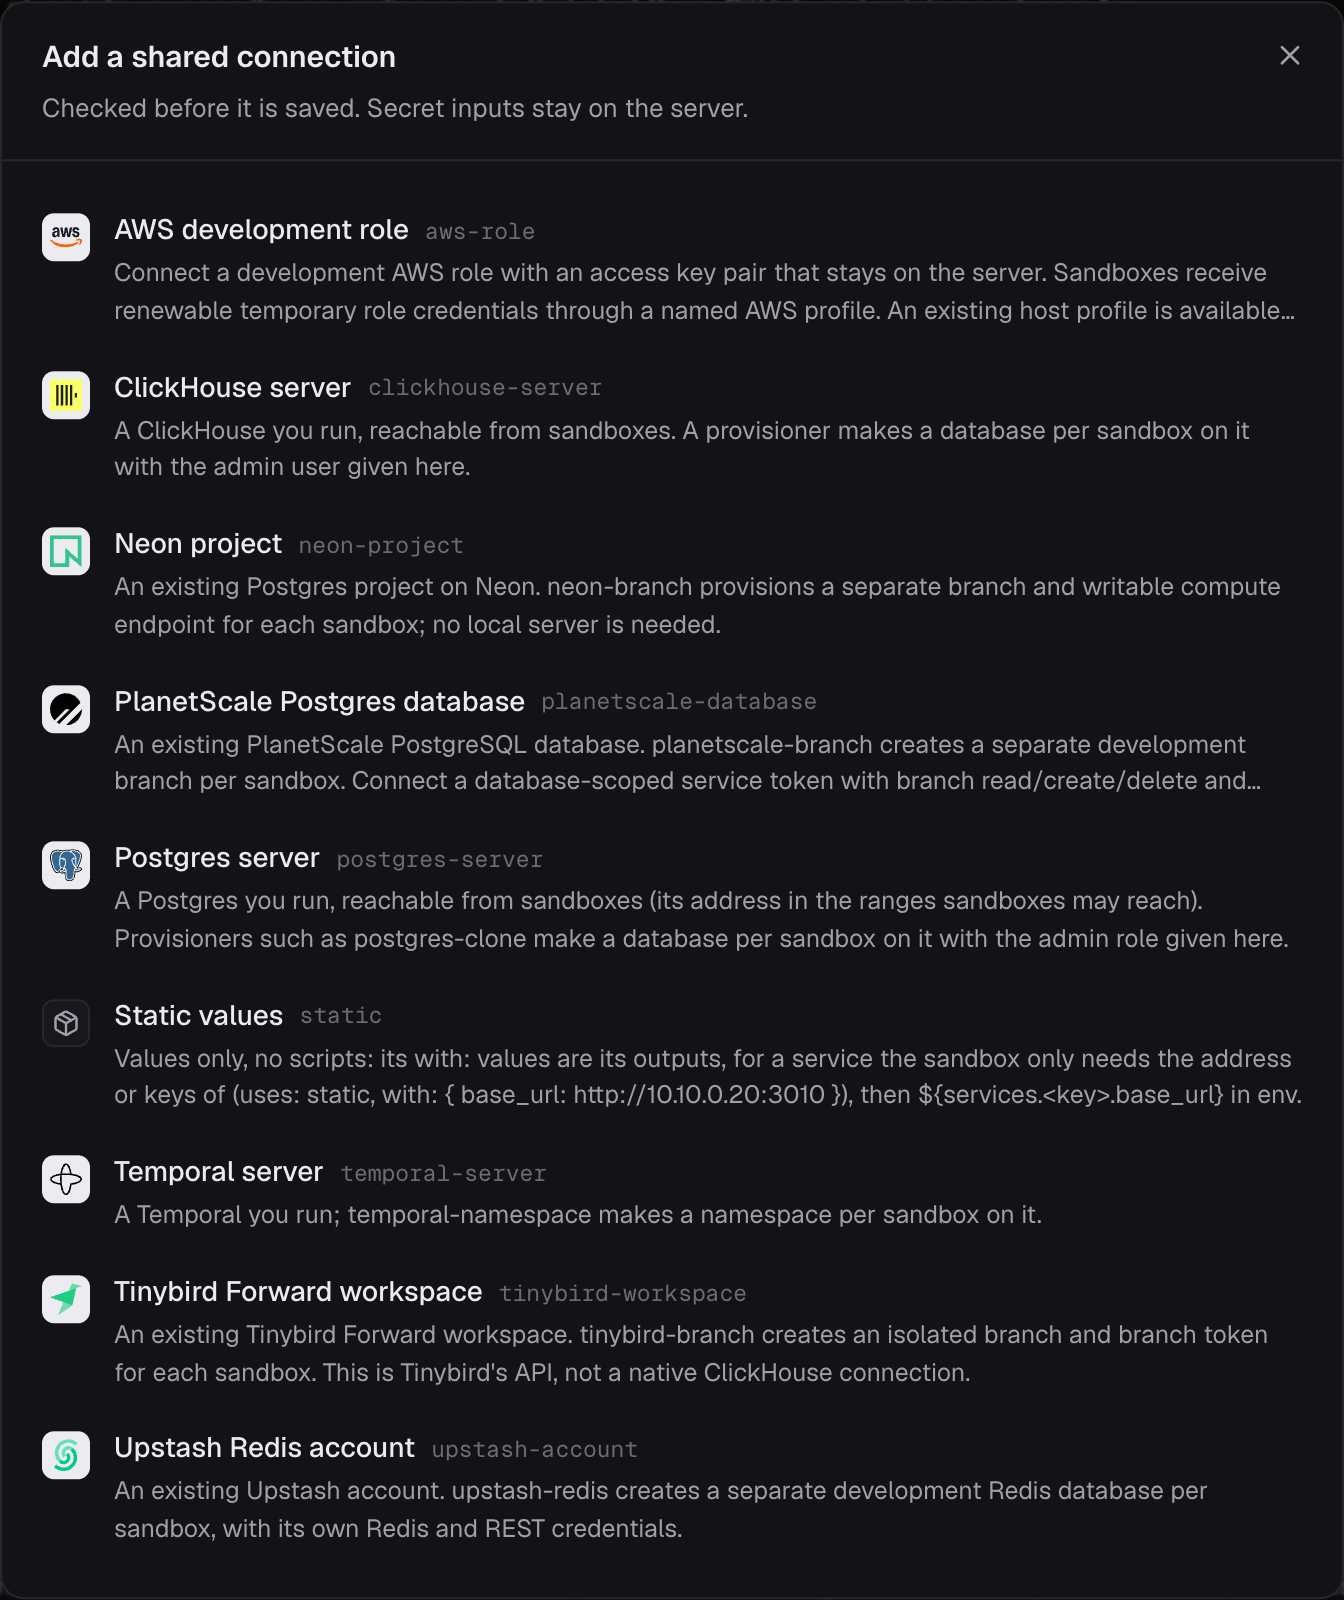 Add a shared connection
Checked before it is saved. Secret inputs stay on the server.
aws
AWS development role aws-role
Connect a development AWS role with an access key pair that stays on the server. Sandboxes receive
renewable temporary role credentials through a named AWS profile. An existing host profile is available…
ClickHouse server clickhouse-server
A ClickHouse you run, reachable from sandboxes. A provisioner makes a database per sandbox on it
with the admin user given here.
Neon project neon-project
An existing Postgres project on Neon. neon-branch provisions a separate branch and writable compute
endpoint for each sandbox; no local server is needed.
PlanetScale Postgres database planetscale-database
An existing PlanetScale PostgreSQL database. planetscale-branch creates a separate development
branch per sandbox. Connect a database-scoped service token with branch read/create/delete and…
Postgres server postgres-server
A Postgres you run, reachable from sandboxes (its address in the ranges sandboxes may reach).
Provisioners such as postgres-clone make a database per sandbox on it with the admin role given here.
Static values static
Values only, no scripts: its with: values are its outputs, for a service the sandbox only needs the address
or keys of (uses: static, with: { base_url: http://10.10.0.20:3010 }), then ${services.<key>.base_url} in env.
Temporal server temporal-server
A Temporal you run; temporal-namespace makes a namespace per sandbox on it.
Tinybird Forward workspace tinybird-workspace
An existing Tinybird Forward workspace. tinybird-branch creates an isolated branch and branch token
for each sandbox. This is Tinybird's API, not a native ClickHouse connection.
Upstash Redis account upstash-account
An existing Upstash account. upstash-redis creates a separate development Redis database per
sandbox, with its own Redis and REST credentials.